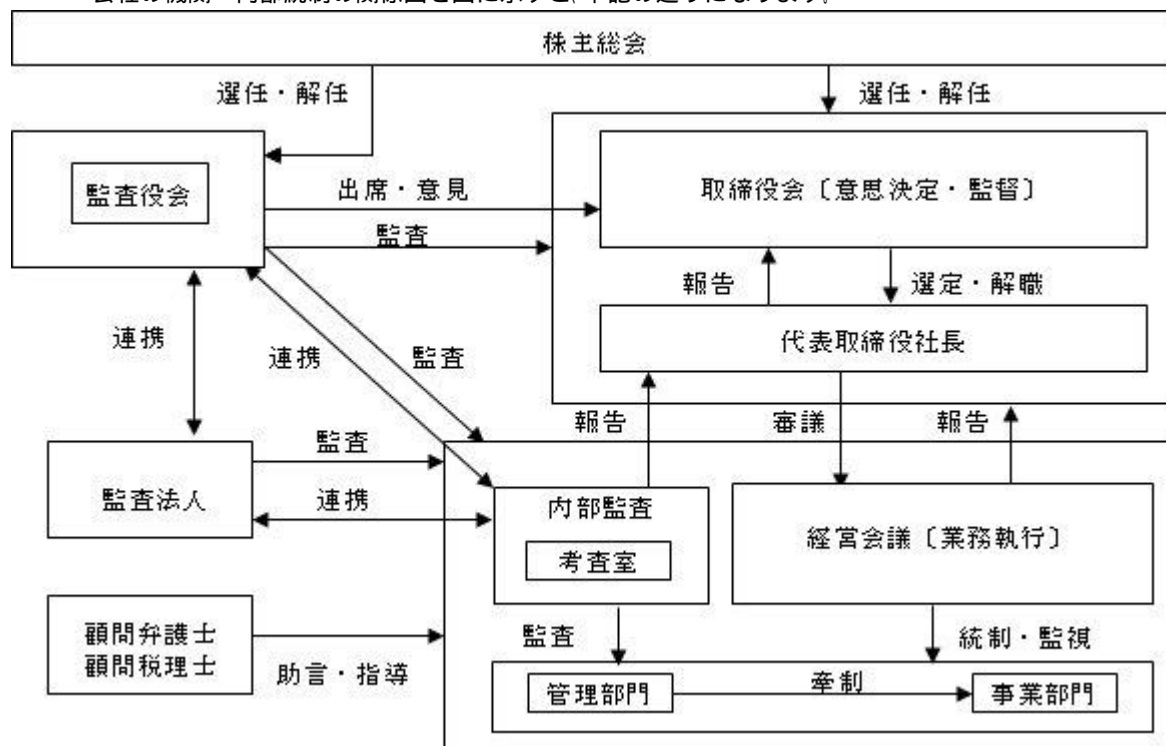 会社の機関・内部統制の関係図を図に示すと、下記の通りになります。
株主総会
選任・解任
選任・解任
監査役会
取締役会〔意思決定・監督〕
出席・意見
監査
報告
選定・解職
連携
連携
監査
代表取締役社長
報告
審議
報告
監査
監査法人
連携
内部監査
考査室
経営会議〔業務執行〕
顧問弁護士
顧問税理士
助言・指導
監査
統制・監視
管理部門
牽制
事業部門